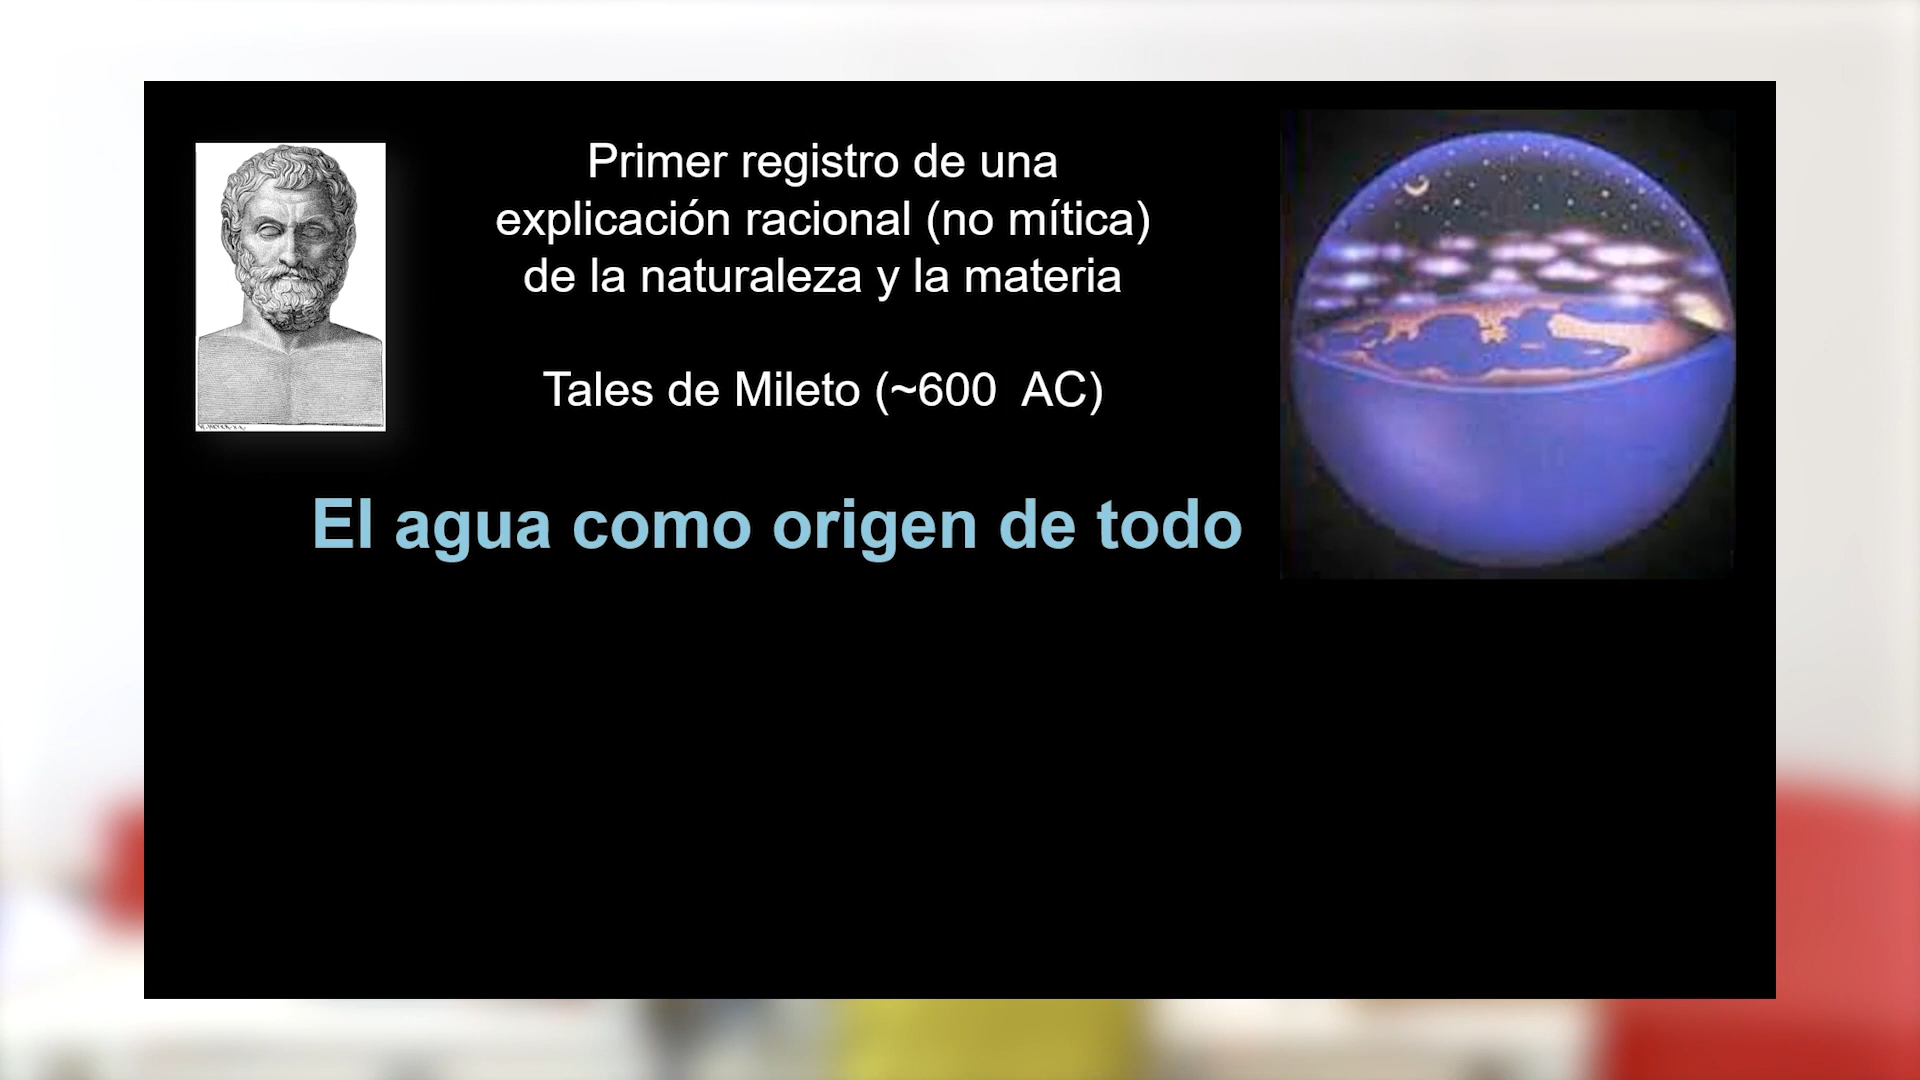 Primer registro de una
explicación racional (no mítica)
de la naturaleza y la materia
Tales de Mileto (~600  AC)
El agua como origen de todo